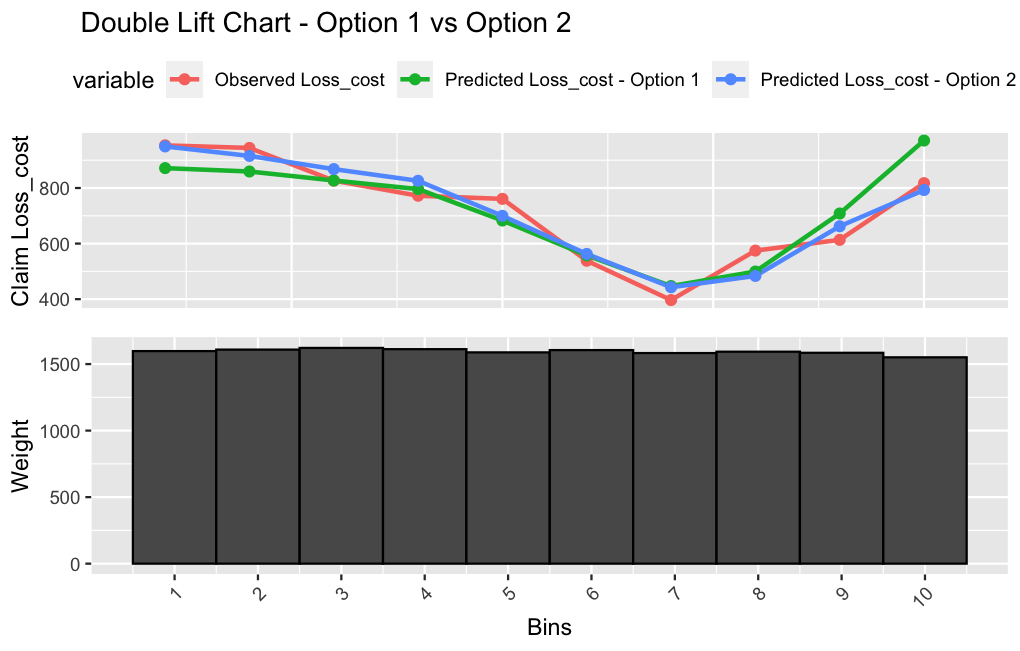 Double Lift Chart - Option 1 vs Option 2
variable Observed Loss_cost Predicted Loss_cost - Option 1 Predicted Loss_cost - Option 2
Claim Loss_cost
800
600
400
Weight
1500
1000
500
0
1 2 3 4 5 6 7 8 9 10
Bins